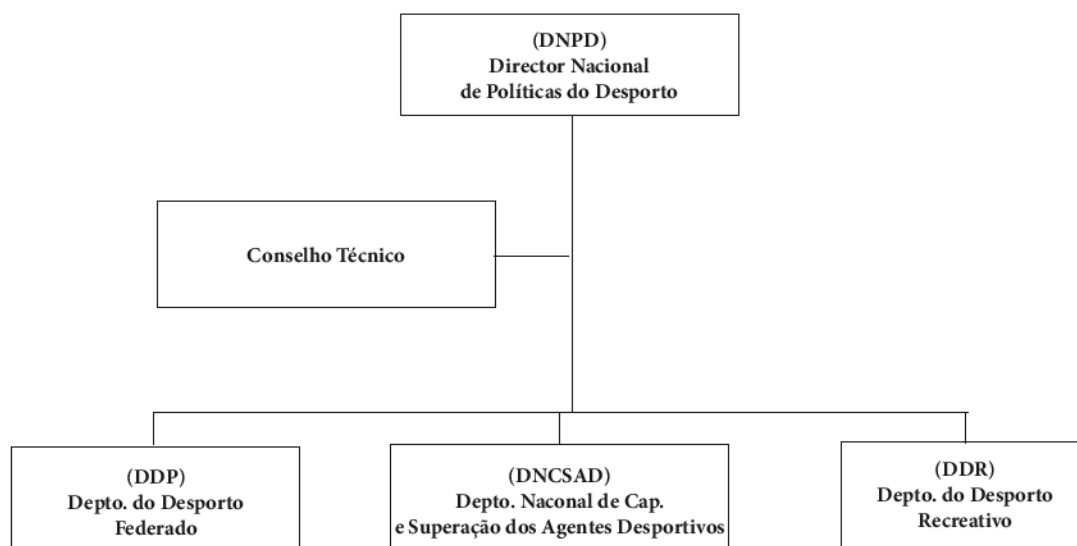 (DNPD)
Director Nacional
de Políticas do Desporto
Conselho Técnico
(DDP)
Depto. do Desporto
Federado
(DNCSAD)
Depto. Naconal de Cap.
e Superação dos Agentes Desportivos
(DDR)
Depto. do Desporto
Recreativo